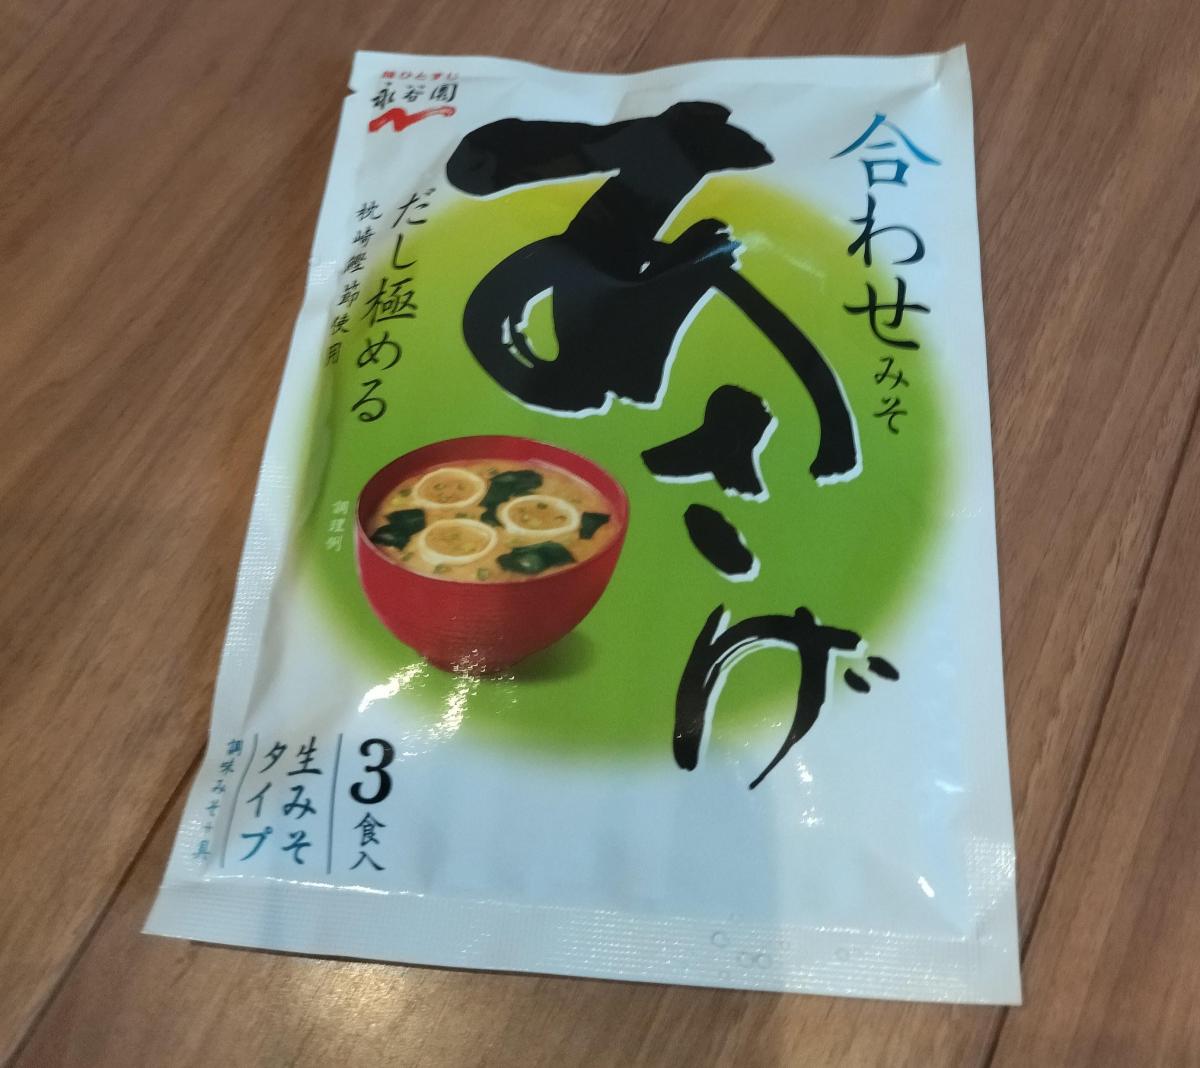 味ひとすじ
永谷園
合わせみそ
あさげ
だし極める
枕崎鰹節使用
調理例
3食入
生みそ
タイプ
調味みそ+具